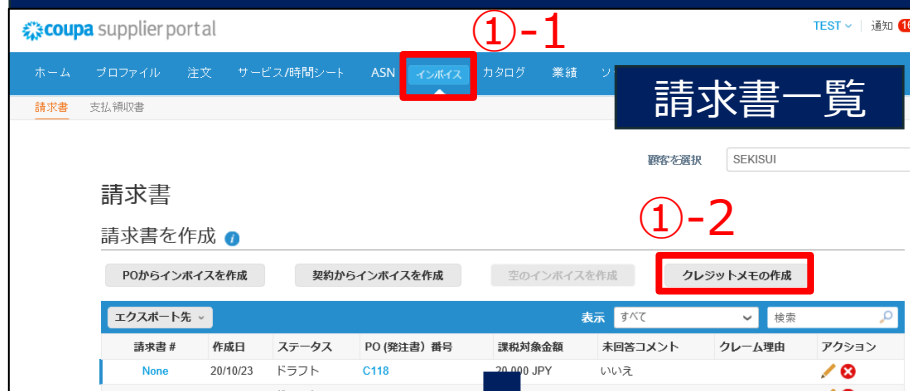 coupa supplier portal
①-1
TEST 通知 16
ホーム プロファイル 注文 サービス/時間シート ASN インボイス カタログ 業績
請求書 支払領収書
請求書一覧
顧客を選択 SEKISUI
請求書
①-2
請求書を作成
POからインボイスを作成 契約からインボイスを作成 空のインボイスを作成 クレジットメモの作成
エクスポート先 表示 すべて 検索
請求書 # 作成日 ステータス PO (発注書) 番号 課税対象金額 未回答コメント クレーム理由 アクション
None 20/10/23 ドラフト C118 20,000 JPY いいえ